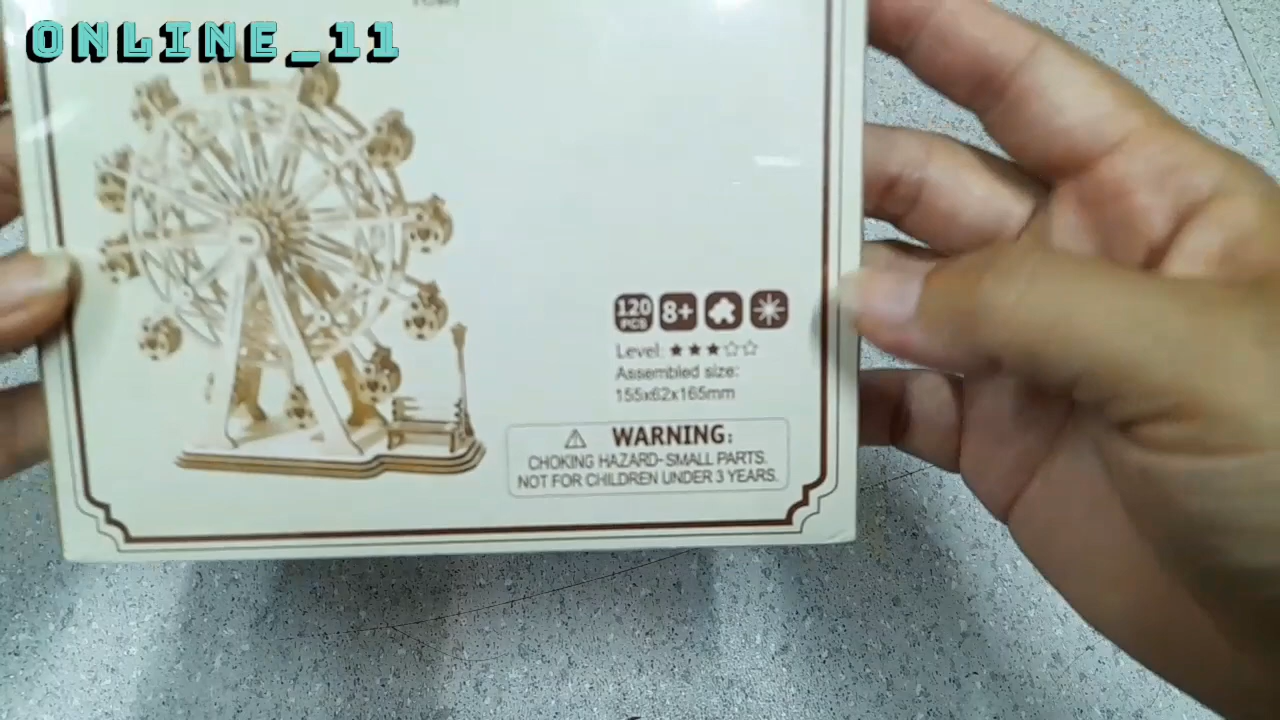 ONLINE_11
120
PCS
8+
Level: ★★★☆☆
Assembled size:
155x62x165mm
⚠ WARNING:
CHOKING HAZARD- SMALL PARTS.
NOT FOR CHILDREN UNDER 3 YEARS.